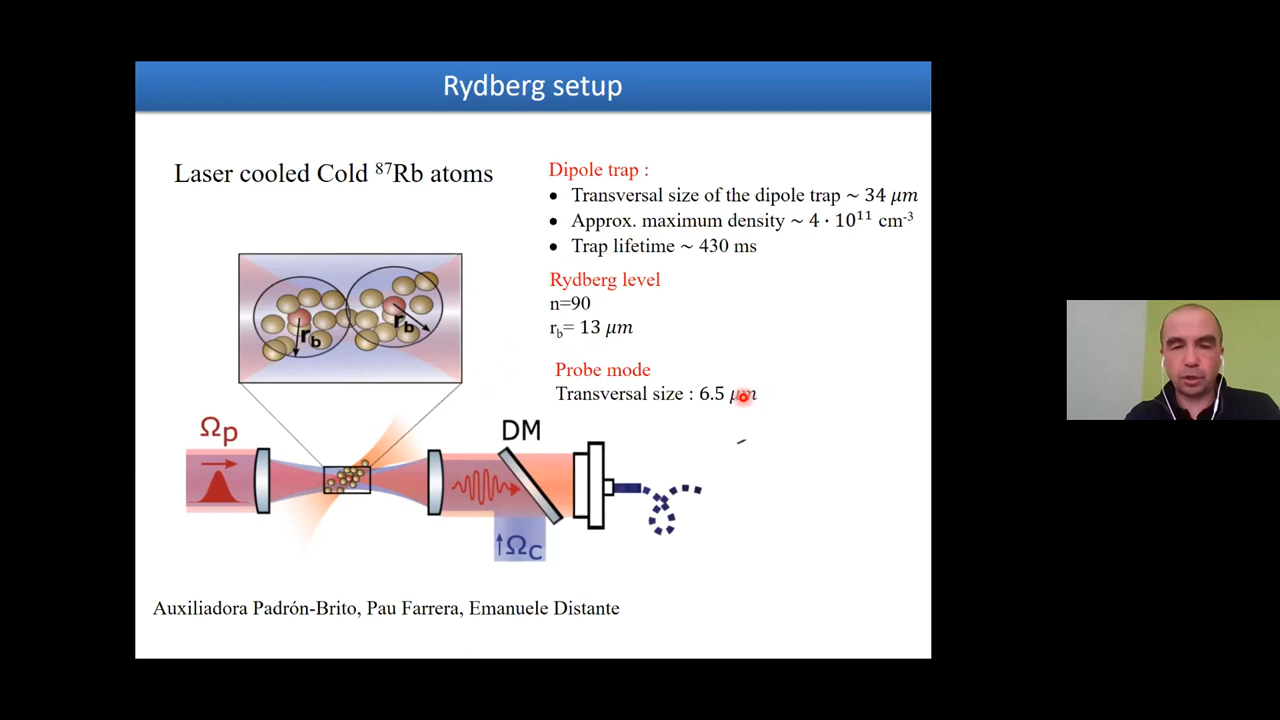 Rydberg setup
Laser cooled Cold ⁸⁷Rb atoms
Dipole trap :
• Transversal size of the dipole trap ~ 34 μm
• Approx. maximum density ~ 4 · 10¹¹ cm⁻³
• Trap lifetime ~ 430 ms
Rydberg level
n=90
r_b= 13 μm
Probe mode
Transversal size : 6.5 μm
r_b
r_b
Ω_p
DM
↑Ω_c
Auxiliadora Padrón-Brito, Pau Farrera, Emanuele Distante